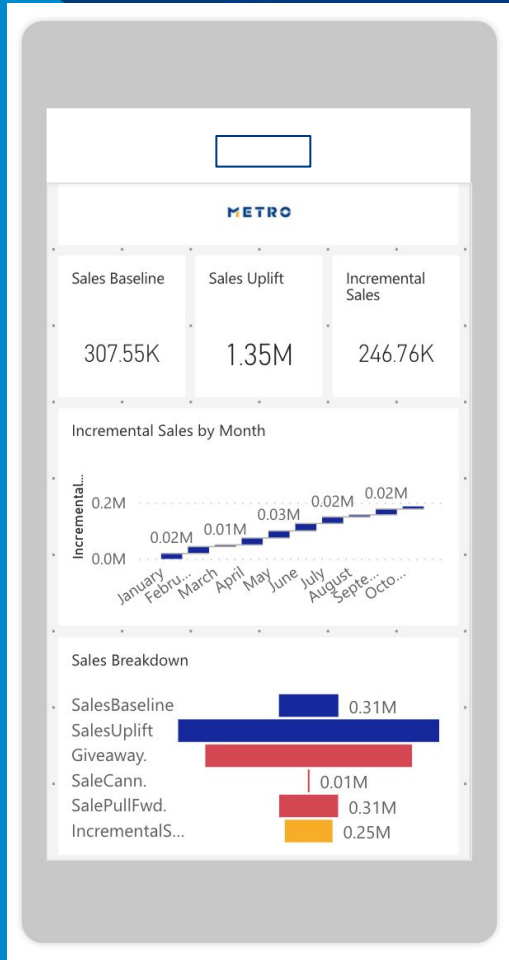 METRO
Sales Baseline
307.55K
Sales Uplift
1.35M
Incremental
Sales
246.76K
Incremental Sales by Month
Incremental...
0.2M
0.0M
0.02M
0.01M
0.03M
0.02M
0.02M
January
Febru...
March
April
May
June
July
August
Septe...
Octo...
Sales Breakdown
SalesBaseline
0.31M
SalesUplift
Giveaway.
SaleCann.
0.01M
SalePullFwd.
0.31M
IncrementalS...
0.25M